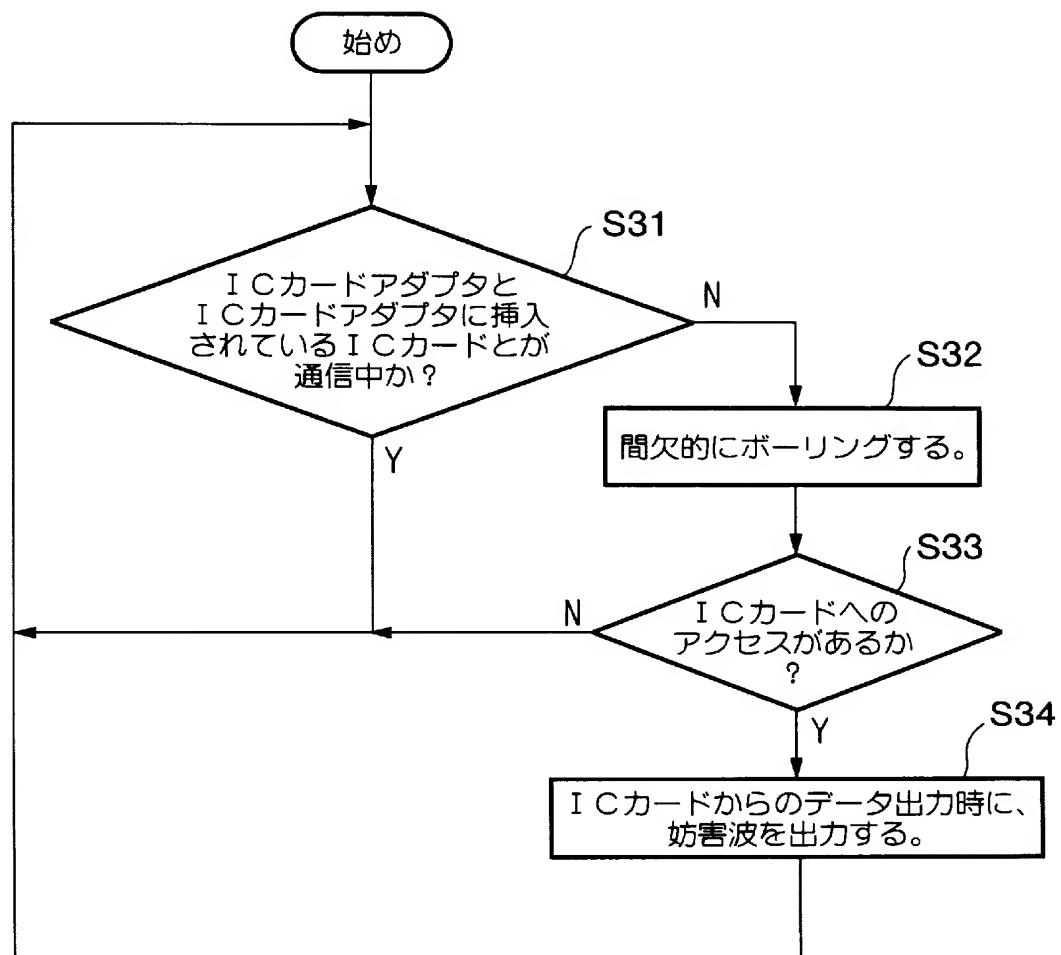 始め
S31
ＩＣカードアダプタと
ＩＣカードアダプタに挿入
されているＩＣカードとが
通信中か？
N
Y
S32
間欠的にボーリングする。
S33
ＩＣカードへの
アクセスがあるか
？
N
Y
S34
ＩＣカードからのデータ出力時に、
妨害波を出力する。